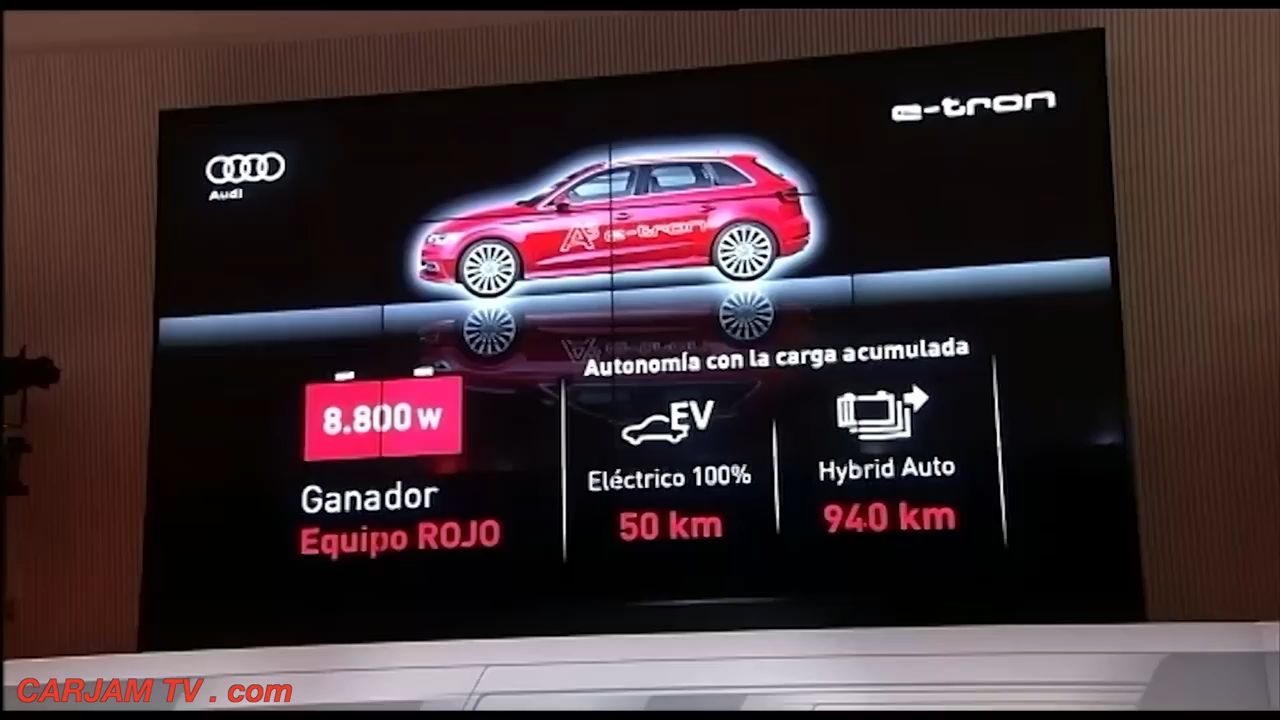 e-tron
Audi
A3 e-tron
Autonomía con la carga acumulada
8.800 w
EV
Eléctrico 100%
Hybrid Auto
Ganador
Equipo ROJO
50 km
940 km
CARJAM TV . com